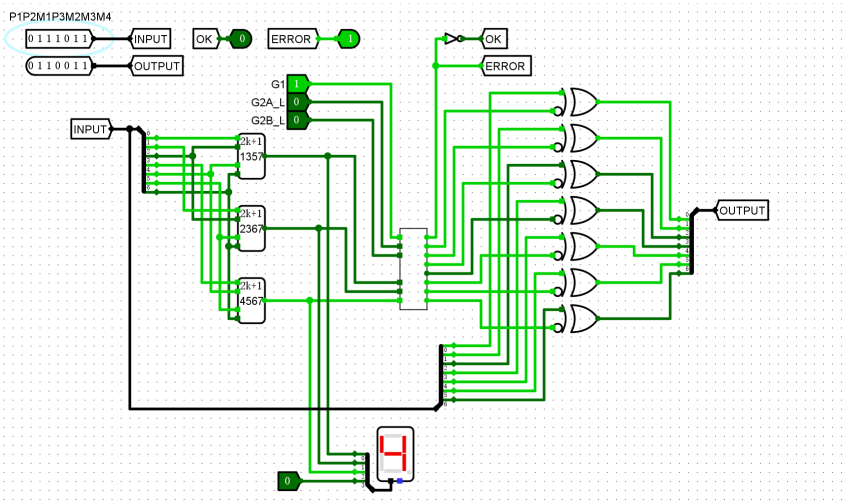 P1P2M1P3M2M3M4
0 1 1 1 0 1 1
INPUT
OK
0
ERROR
1
OK
0 1 1 0 0 1 1
OUTPUT
ERROR
G1
1
G2A_L
0
G2B_L
0
INPUT
2k+1
1357
2k+1
2367
OUTPUT
2k+1
4567
0
4